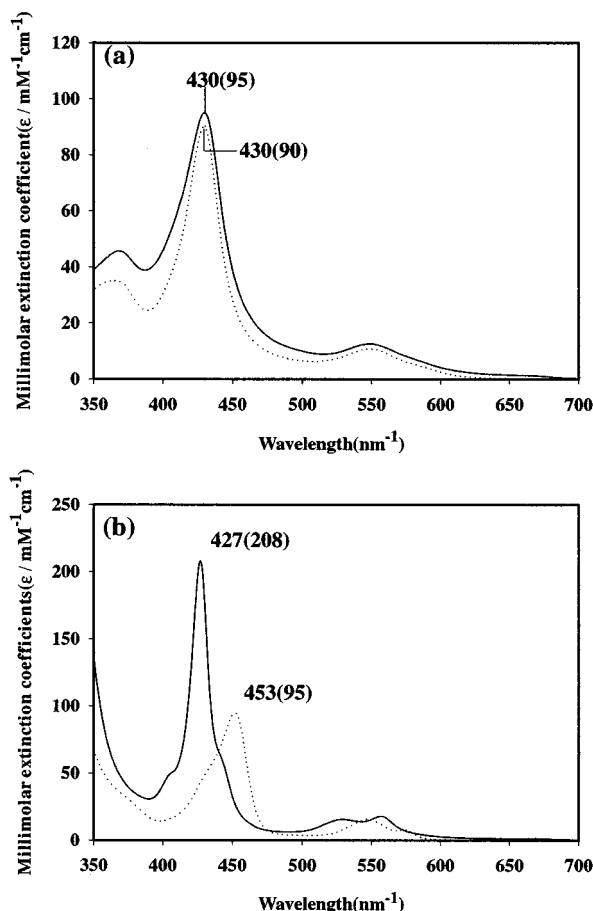 (a)
Millimolar extinction coefficient(ε / mM⁻¹cm⁻¹)
120
100
80
60
40
20
0
430(95)
430(90)
350 400 450 500 550 600 650 700
Wavelength(nm⁻¹)
(b)
Millimolar extinction coefficients(ε / mM⁻¹cm⁻¹)
250
200
150
100
50
0
427(208)
453(95)
350 400 450 500 550 600 650 700
Wavelength(nm⁻¹)